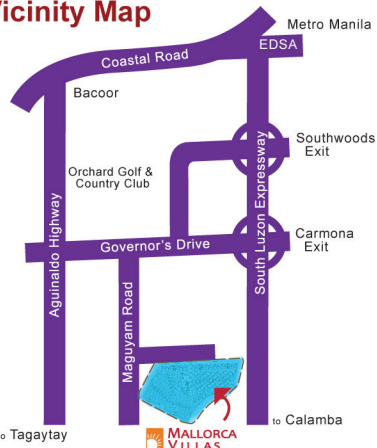 Vicinity Map
Metro Manila
EDSA
Coastal Road
Bacoor
Southwoods
Exit
Orchard Golf &
Country Club
Aguinaldo Highway
South Luzon Expressway
Carmona
Exit
Governor's Drive
Maguyam Road
to Calamba
to Tagaytay
MALLORCA
VILLAS